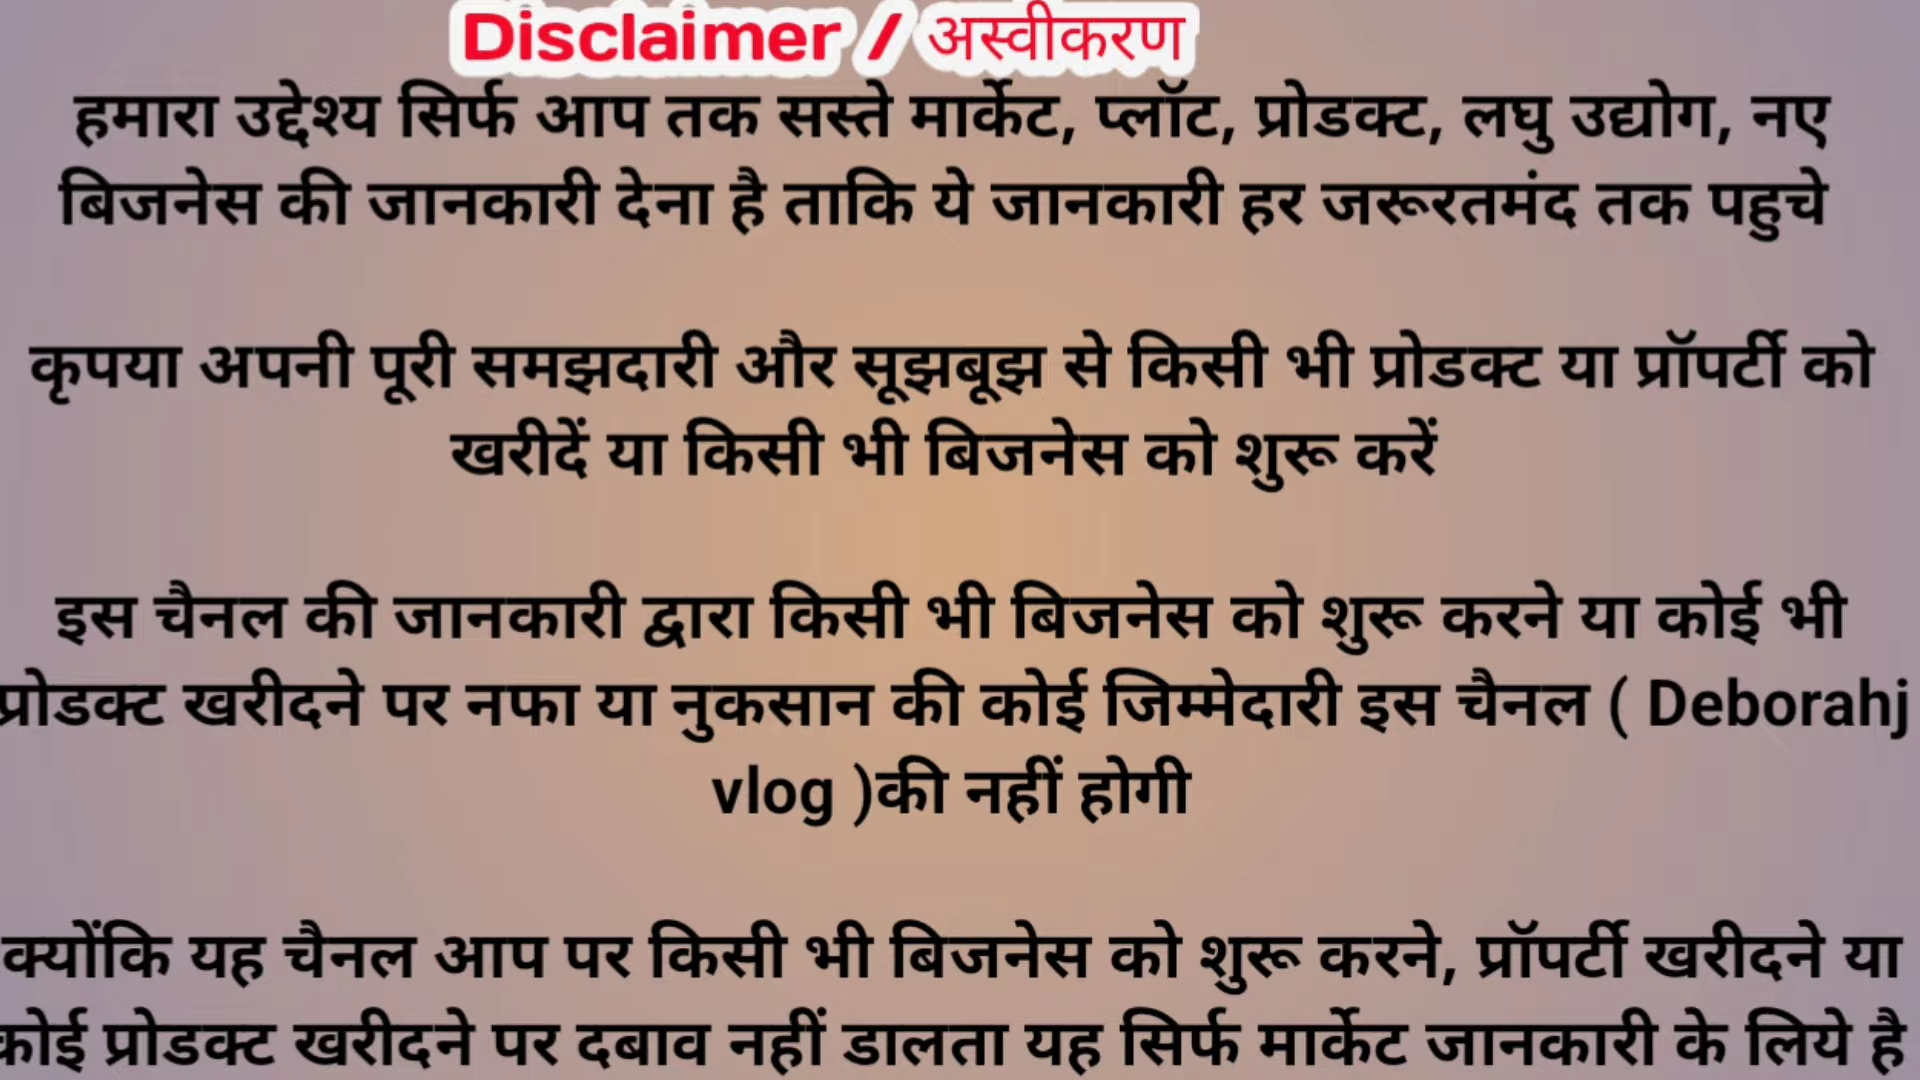 Disclaimer / अस्वीकरण
हमारा उद्देश्य सिर्फ आप तक सस्ते मार्केट, प्लॉट, प्रोडक्ट, लघु उद्योग, नए
बिजनेस की जानकारी देना है ताकि ये जानकारी हर जरूरतमंद तक पहुचे
कृपया अपनी पूरी समझदारी और सूझबूझ से किसी भी प्रोडक्ट या प्रॉपर्टी को
खरीदें या किसी भी बिजनेस को शुरू करें
इस चैनल की जानकारी द्वारा किसी भी बिजनेस को शुरू करने या कोई भी
प्रोडक्ट खरीदने पर नफा या नुकसान की कोई जिम्मेदारी इस चैनल ( Deborahj
vlog )की नहीं होगी
क्योंकि यह चैनल आप पर किसी भी बिजनेस को शुरू करने, प्रॉपर्टी खरीदने या
कोई प्रोडक्ट खरीदने पर दबाव नहीं डालता यह सिर्फ मार्केट जानकारी के लिये है